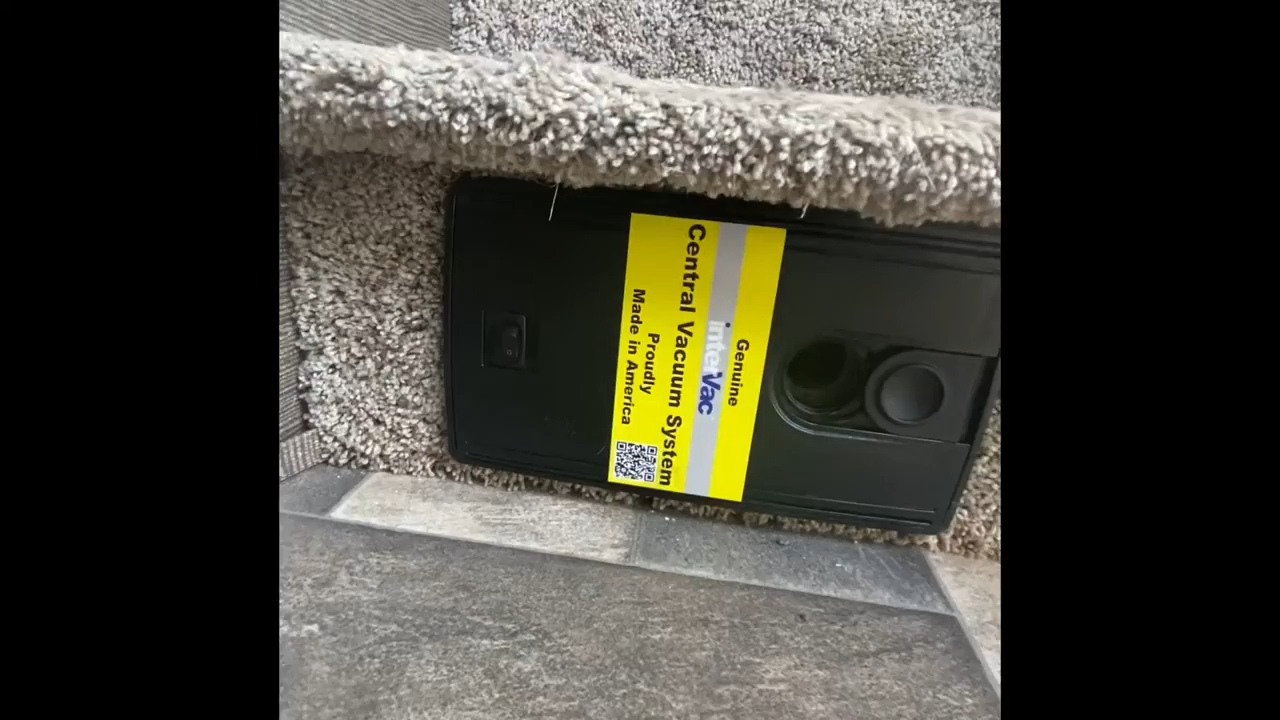 Genuine
interVac
Central Vacuum System
Proudly
Made in America